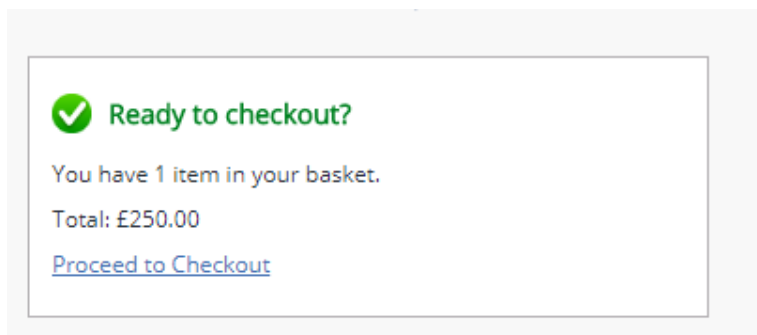 Ready to checkout?
You have 1 item in your basket.
Total: £250.00
Proceed to Checkout